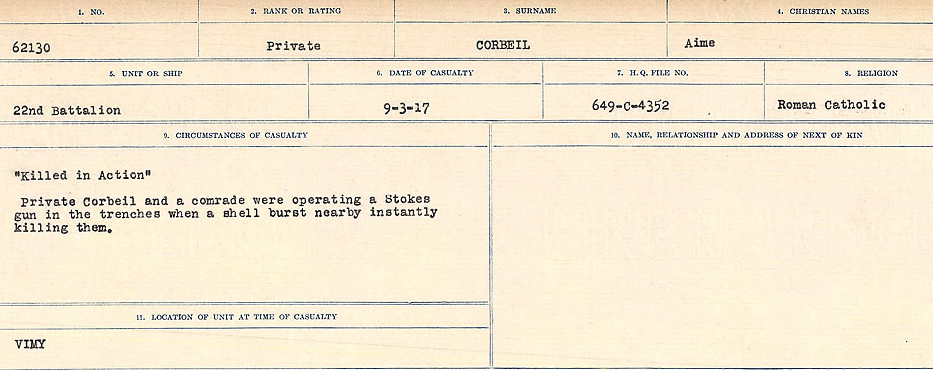 1. NO.
2. RANK OR RATING
3. SURNAME
4. CHRISTIAN NAMES
62130
Private
CORBEIL
Aime
5. UNIT OR SHIP
6. DATE OF CASUALTY
7. H.Q. FILE NO.
8. RELIGION
22nd Battalion
9-3-17
649-C-4352
Roman Catholic
9. CIRCUMSTANCES OF CASUALTY
10. NAME, RELATIONSHIP AND ADDRESS OF NEXT OF KIN
"Killed in Action"
Private Corbeil and a comrade were operating a Stokes
gun in the trenches when a shell burst nearby instantly
killing them.
11. LOCATION OF UNIT AT TIME OF CASUALTY
VIMY